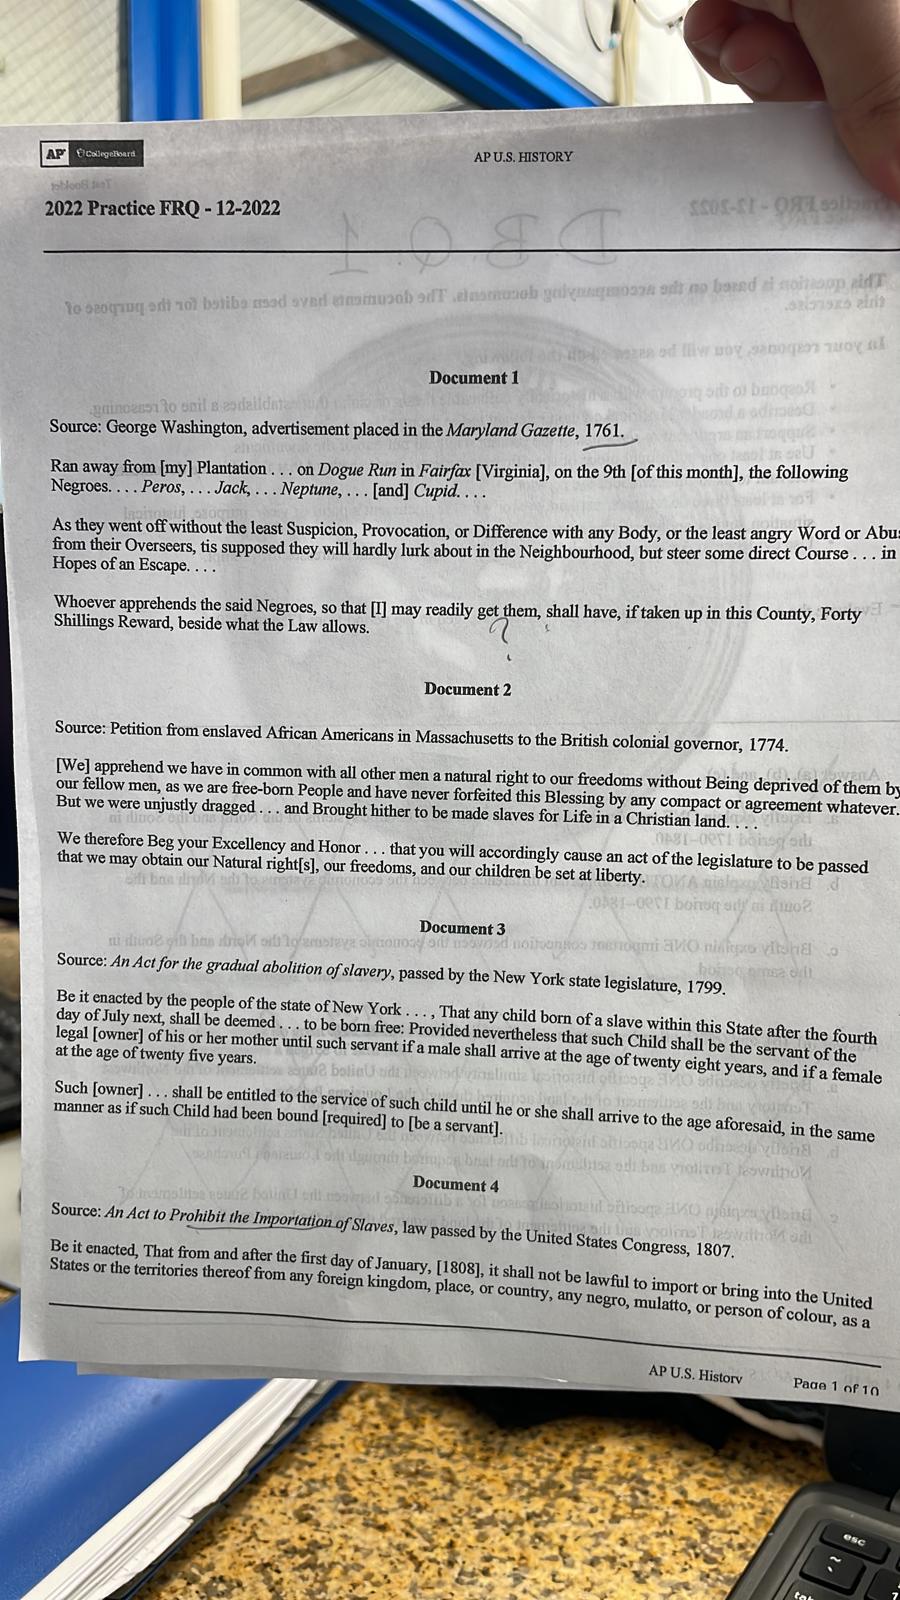 AP CollegeBoard
AP U.S. HISTORY
2022 Practice FRQ - 12-2022
Document 1
Source: George Washington, advertisement placed in the Maryland Gazette, 1761.
Ran away from [my] Plantation . . . on Dogue Run in Fairfax [Virginia], on the 9th [of this month], the following
Negroes. . . . Peros, . . . Jack, . . . Neptune, . . . [and] Cupid. . . .
As they went off without the least Suspicion, Provocation, or Difference with any Body, or the least angry Word or Abu
from their Overseers, tis supposed they will hardly lurk about in the Neighbourhood, but steer some direct Course . . . in
Hopes of an Escape. . . .
Whoever apprehends the said Negroes, so that [I] may readily get them, shall have, if taken up in this County, Forty
Shillings Reward, beside what the Law allows.
?
Document 2
Source: Petition from enslaved African Americans in Massachusetts to the British colonial governor, 1774.
[We] apprehend we have in common with all other men a natural right to our freedoms without Being deprived of them by
our fellow men, as we are free-born People and have never forfeited this Blessing by any compact or agreement whatever.
But we were unjustly dragged . . . and Brought hither to be made slaves for Life in a Christian land. . . .
We therefore Beg your Excellency and Honor . . . that you will accordingly cause an act of the legislature to be passed
that we may obtain our Natural right[s], our freedoms, and our children be set at liberty.
Document 3
Source: An Act for the gradual abolition of slavery, passed by the New York state legislature, 1799.
Be it enacted by the people of the state of New York . . . , That any child born of a slave within this State after the fourth
day of July next, shall be deemed . . . to be born free: Provided nevertheless that such Child shall be the servant of the
legal [owner] of his or her mother until such servant if a male shall arrive at the age of twenty eight years, and if a female
at the age of twenty five years.
Such [owner] . . . shall be entitled to the service of such child until he or she shall arrive to the age aforesaid, in the same
manner as if such Child had been bound [required] to [be a servant].
Document 4
Source: An Act to Prohibit the Importation of Slaves, law passed by the United States Congress, 1807.
Be it enacted, That from and after the first day of January, [1808], it shall not be lawful to import or bring into the United
States or the territories thereof from any foreign kingdom, place, or country, any negro, mulatto, or person of colour, as a
AP U.S. History
Page 1 of 10
esc
~
`